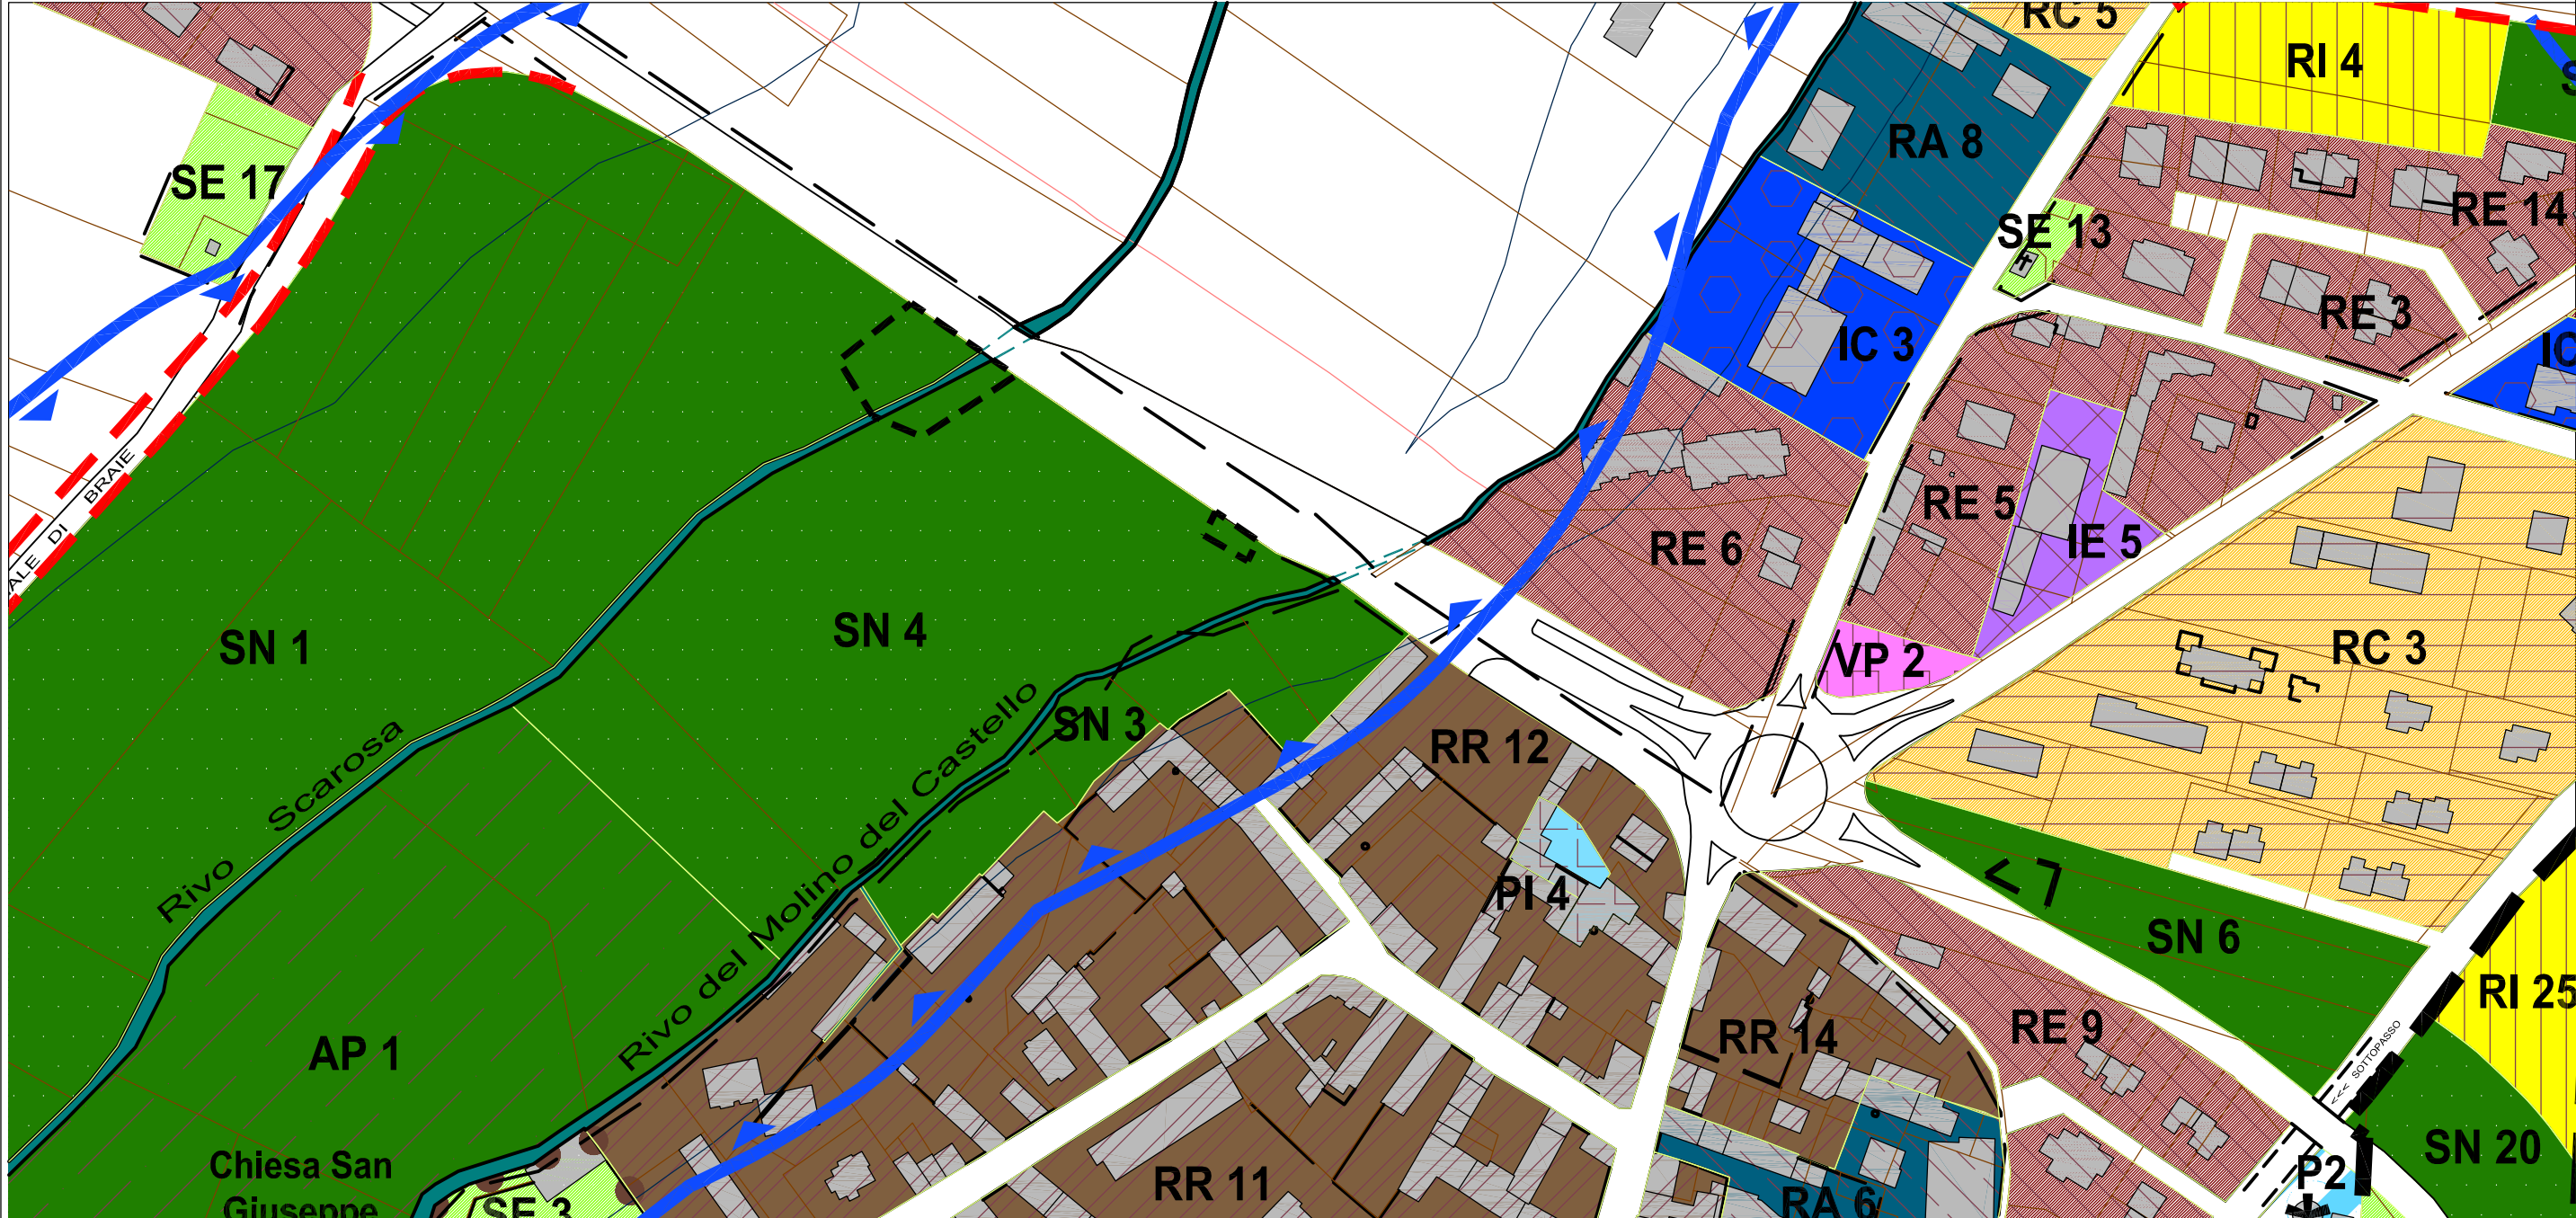 RC 5
RI 4
RA 8
SE 17
RE 14
SE 13
RE 3
IC 3
IC
BRAIE
DI
ALE
RE 5
IE 5
RE 6
SN 1
SN 4
VP 2
RC 3
SN 3
RR 12
Rivo Scarosa
Rivo del Molino del Castello
PI 4
SN 6
RI 25
AP 1
RR 14
RE 9
<<< SOTTOPASSO
SN 20
Chiesa San
Giuseppe
SE 3
RR 11
RA 6
P2